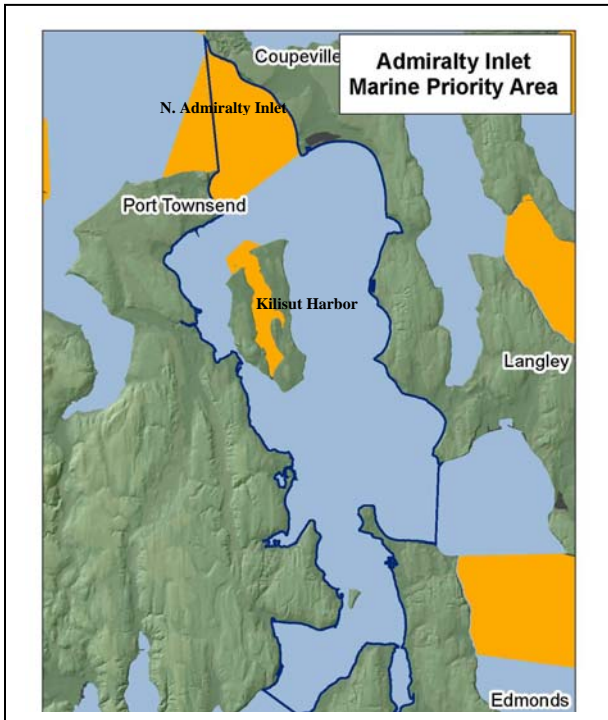 Coupeville
Admiralty Inlet
Marine Priority Area
N. Admiralty Inlet
Port Townsend
Kilisut Harbor
Langley
Edmonds